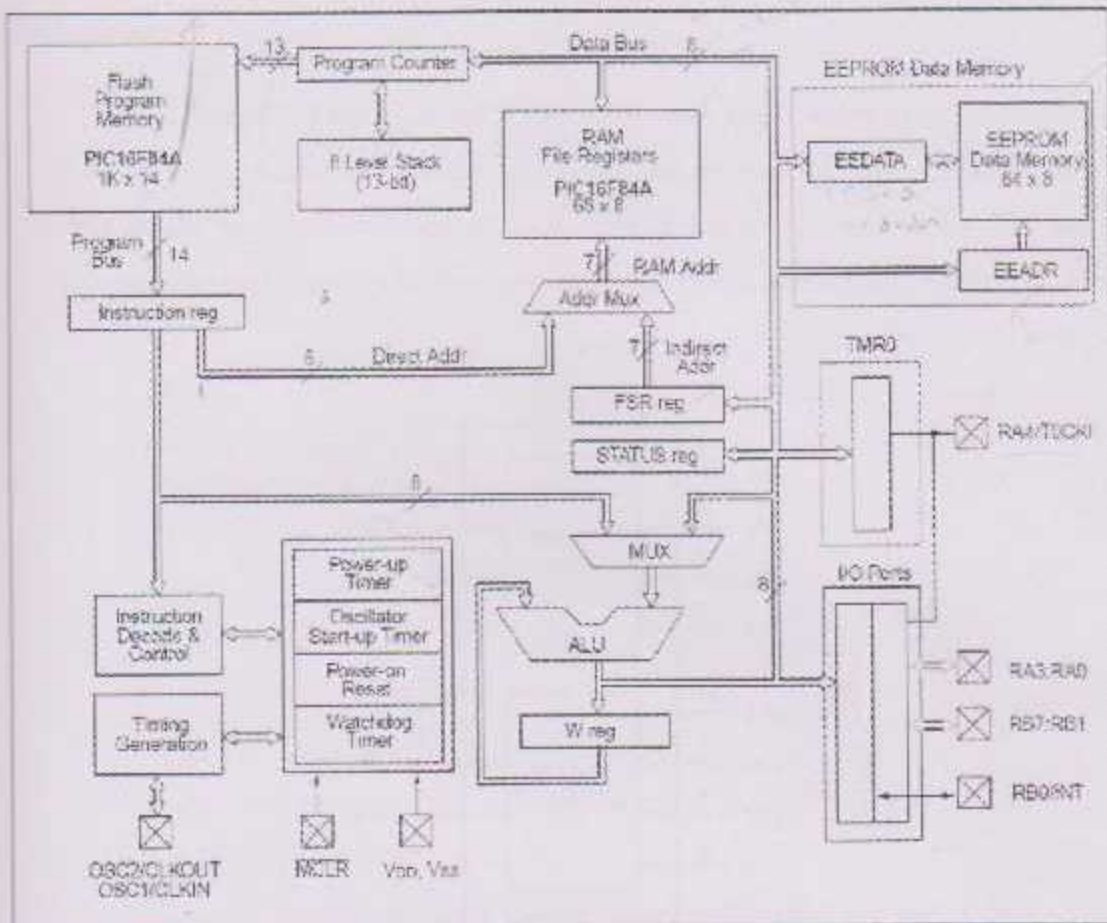 Flash
Program
Memory
PIC16F84A
1K x 14
13
Program Counter
8 Level Stack
(13-bit)
Data Bus
8
RAM
File Registers
PIC16F84A
68 x 8
EEPROM Data Memory
EEDATA
EEPROM
Data Memory
64 x 8
EEADR
Program
Bus
14
Instruction reg
7
RAM Addr
Addr Mux
5
Direct Addr
7
Indirect
Addr
FSR reg
STATUS reg
TMR0
RA4/T0CKI
8
MUX
Power-up
Timer
Oscillator
Start-up Timer
Power-on
Reset
Watchdog
Timer
Instruction
Decode &
Control
Timing
Generation
ALU
W reg
8
I/O Ports
RA3:RA0
RB7:RB1
RB0/INT
OSC2/CLKOUT
OSC1/CLKIN
MCLR
VDD, VSS